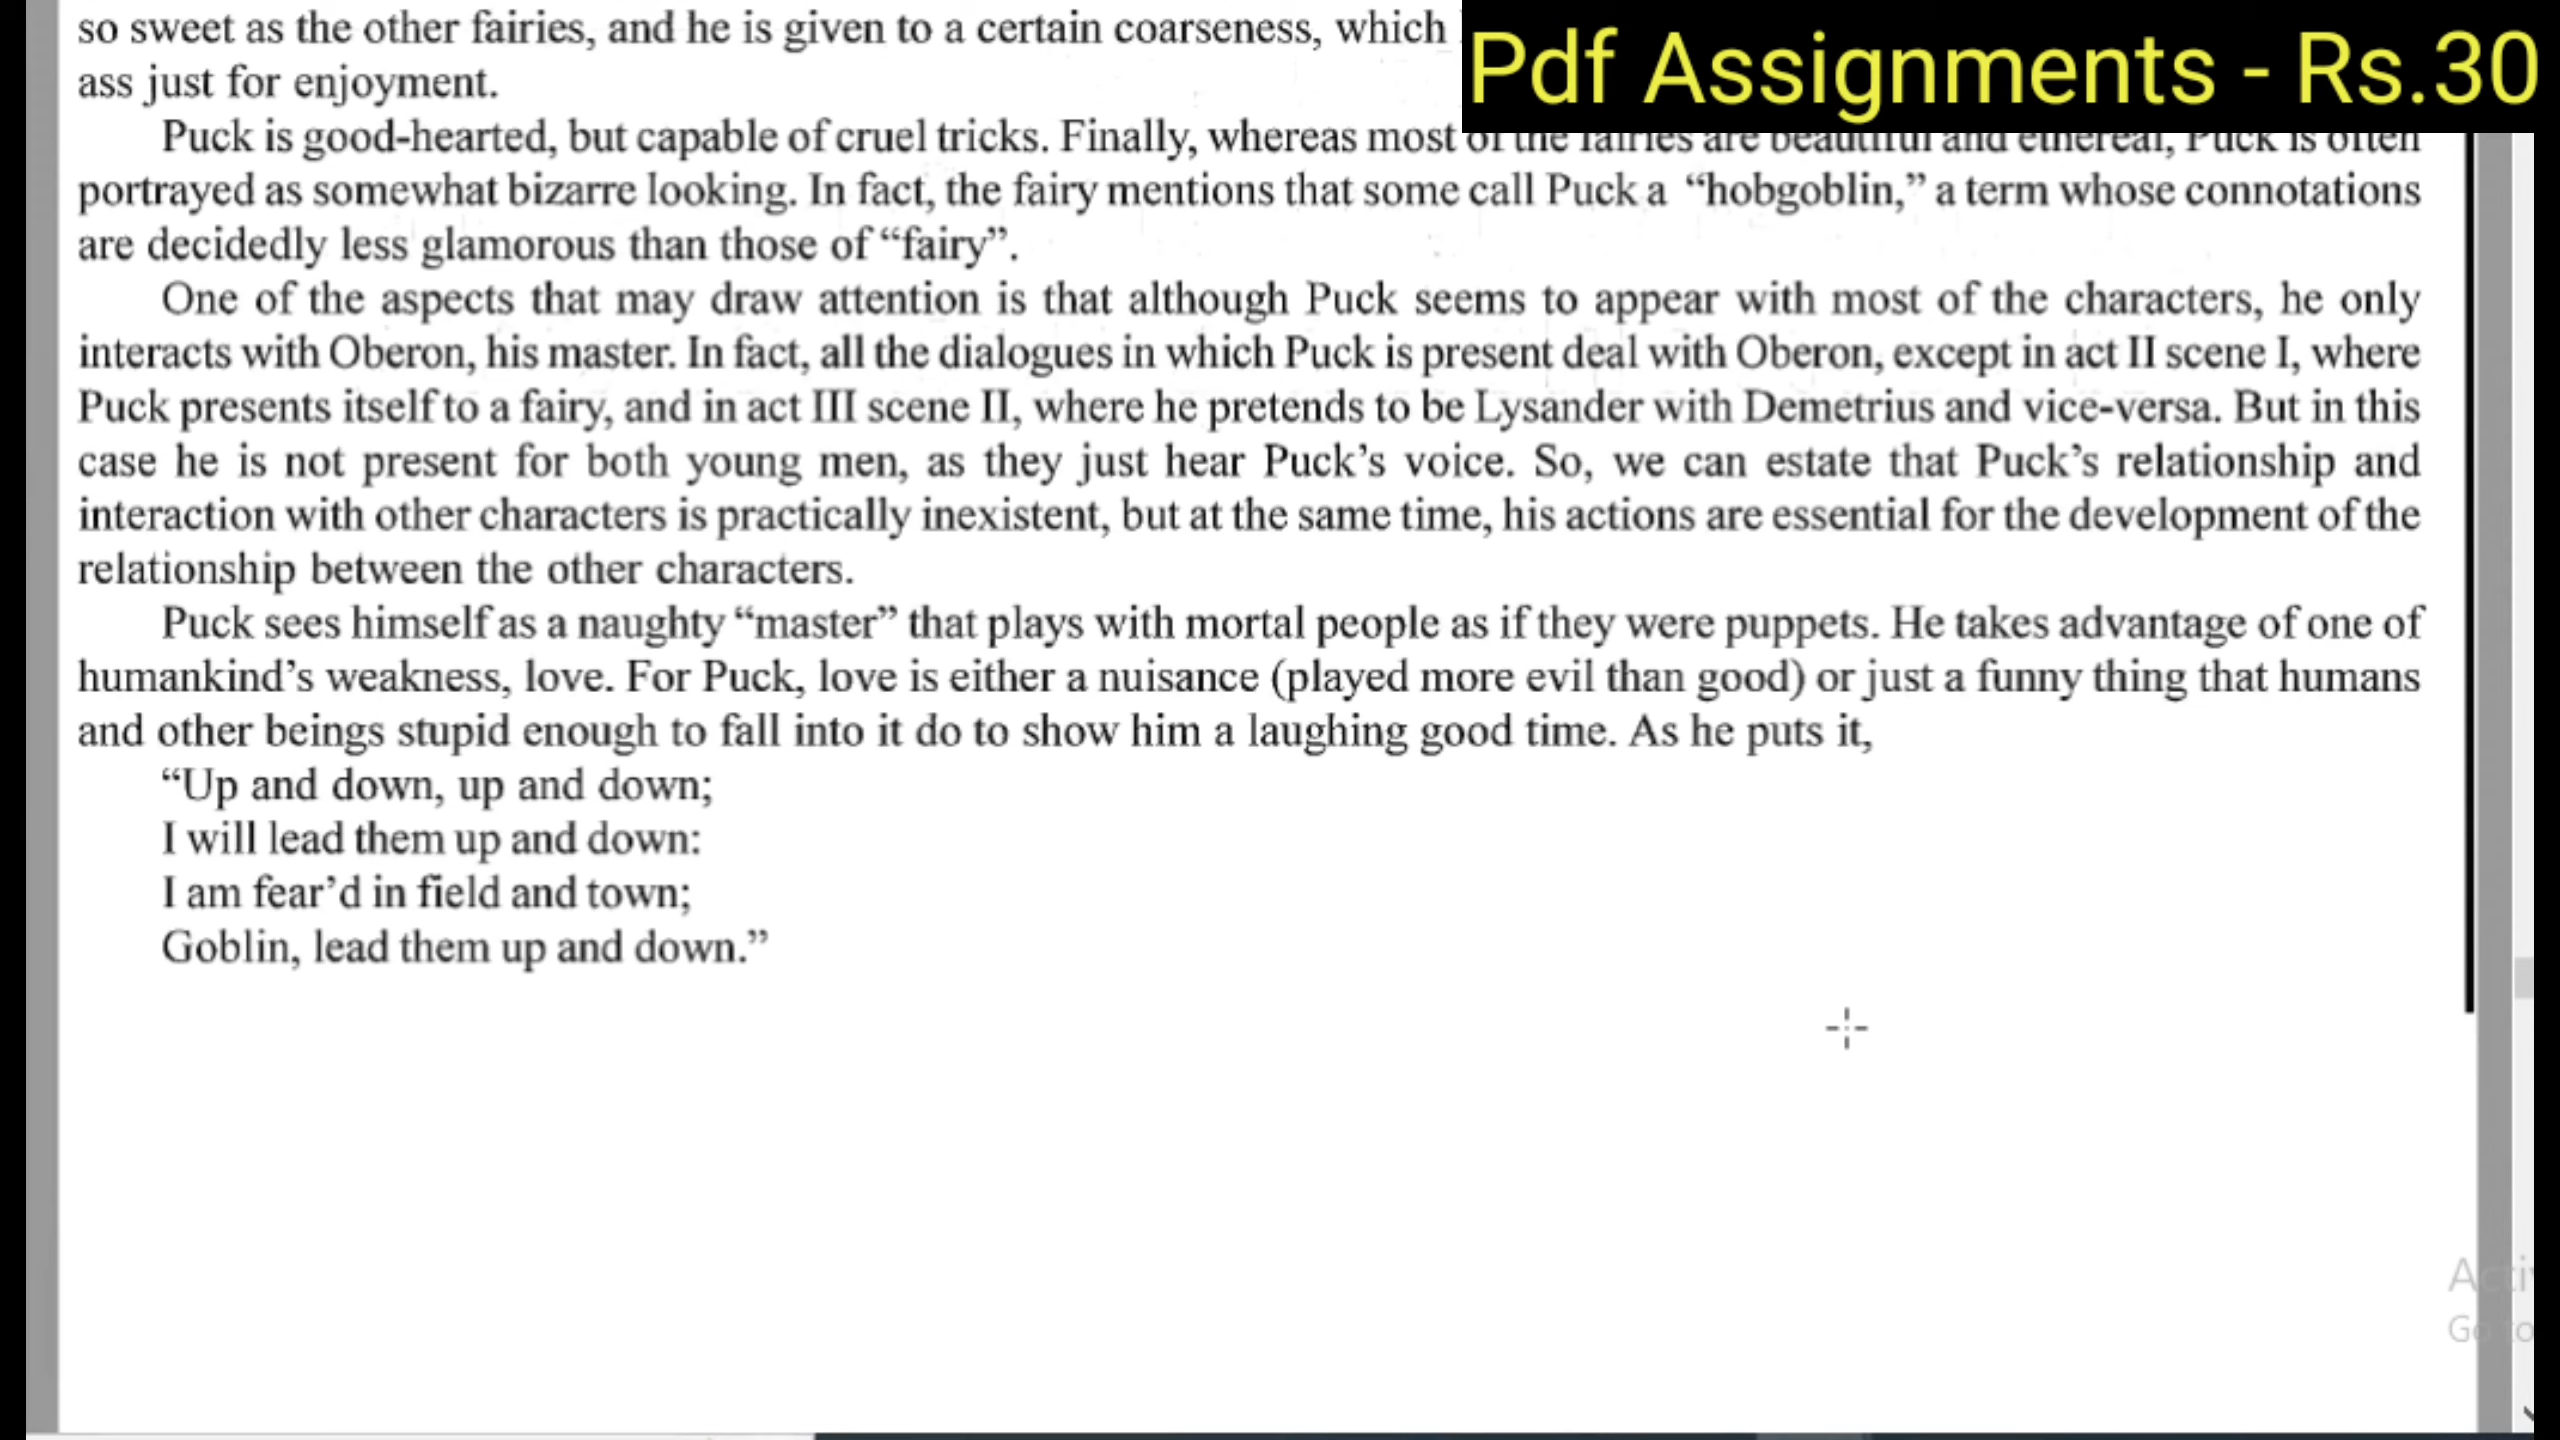 so sweet as the other fairies, and he is given to a certain coarseness, which
Pdf Assignments - Rs.30
ass just for enjoyment.
Puck is good-hearted, but capable of cruel tricks. Finally, whereas most of the fairies are beautiful and ethereal, Puck is often
portrayed as somewhat bizarre looking. In fact, the fairy mentions that some call Puck a “hobgoblin,” a term whose connotations
are decidedly less glamorous than those of “fairy”.
One of the aspects that may draw attention is that although Puck seems to appear with most of the characters, he only
interacts with Oberon, his master. In fact, all the dialogues in which Puck is present deal with Oberon, except in act II scene I, where
Puck presents itself to a fairy, and in act III scene II, where he pretends to be Lysander with Demetrius and vice-versa. But in this
case he is not present for both young men, as they just hear Puck’s voice. So, we can estate that Puck’s relationship and
interaction with other characters is practically inexistent, but at the same time, his actions are essential for the development of the
relationship between the other characters.
Puck sees himself as a naughty “master” that plays with mortal people as if they were puppets. He takes advantage of one of
humankind’s weakness, love. For Puck, love is either a nuisance (played more evil than good) or just a funny thing that humans
and other beings stupid enough to fall into it do to show him a laughing good time. As he puts it,
“Up and down, up and down;
I will lead them up and down:
I am fear’d in field and town;
Goblin, lead them up and down.”
Go to